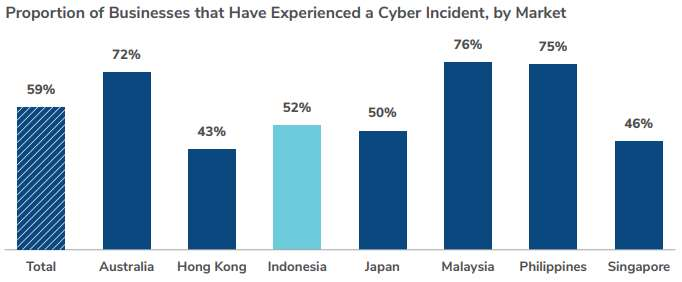 Proportion of Businesses that Have Experienced a Cyber Incident, by Market
59%
72%
43%
52%
50%
76%
75%
46%
Total
Australia
Hong Kong
Indonesia
Japan
Malaysia
Philippines
Singapore